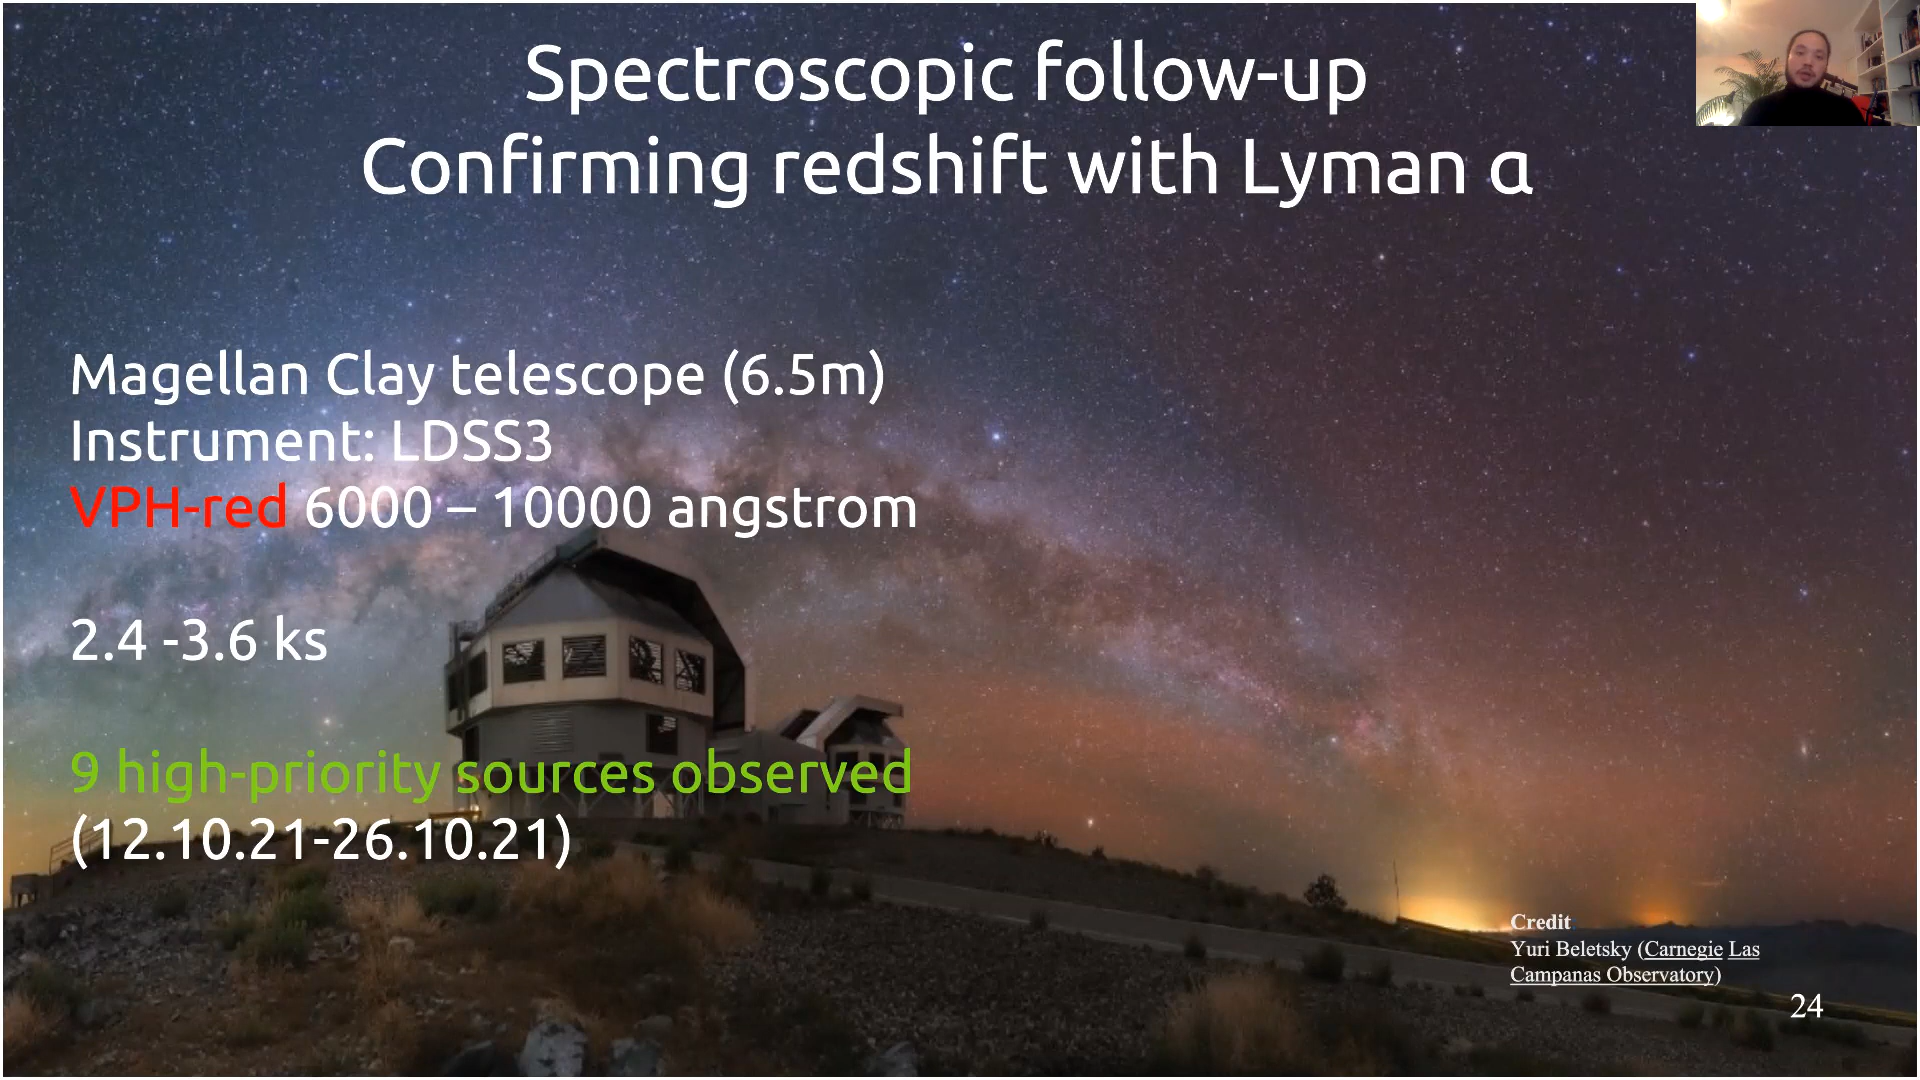 Spectroscopic follow-up
Confirming redshift with Lyman α
Magellan Clay telescope (6.5m)
Instrument: LDSS3
VPH-red 6000 – 10000 angstrom
2.4 -3.6 ks
9 high-priority sources observed
(12.10.21-26.10.21)
Credit
Yuri Beletsky (Carnegie Las
Campanas Observatory)
24